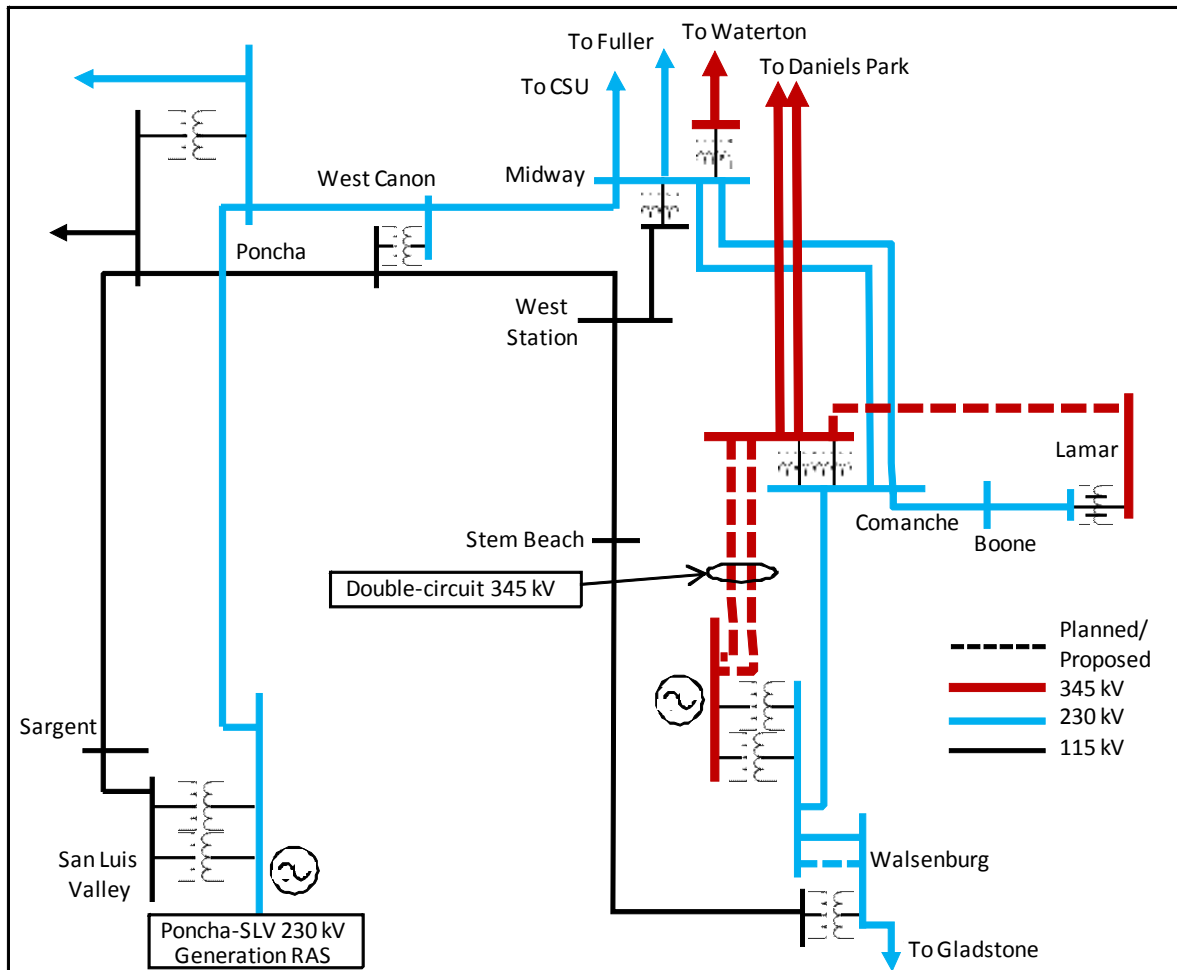 To Waterton
To Fuller
To Daniels Park
To CSU
West Canon
Midway
Poncha
West
Station
Lamar
Comanche
Boone
Stem Beach
Double-circuit 345 kV
Planned/
Proposed
345 kV
230 kV
115 kV
Sargent
San Luis
Valley
Walsenburg
Poncha-SLV 230 kV
Generation RAS
To Gladstone